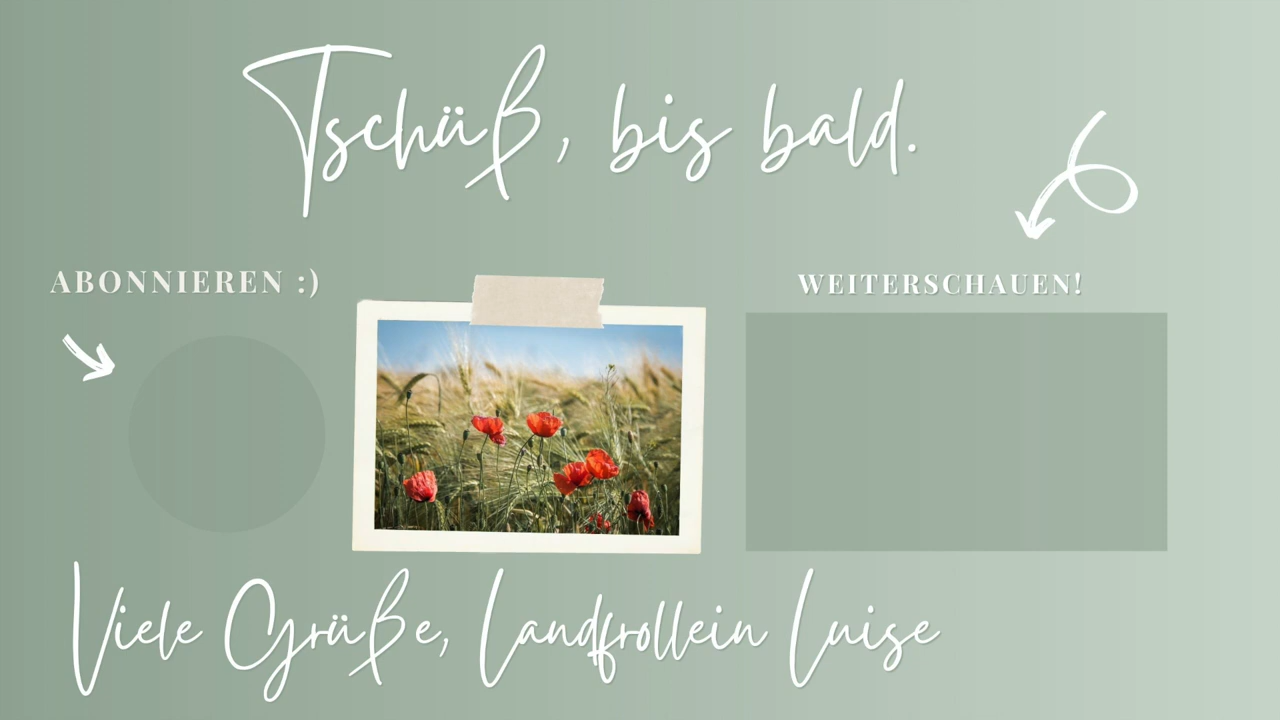 Tschüß, bis bald.
ABONNIEREN :)
WEITERSCHAUEN!
Viele Grüße, Landfrollein Luise